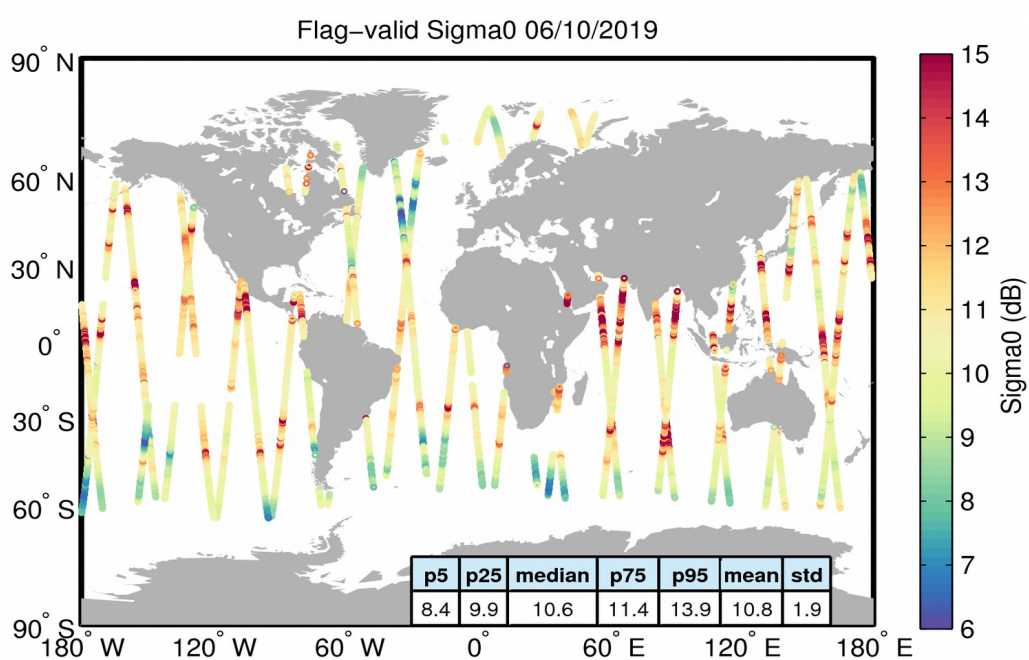 Flag−valid Sigma0 06/10/2019
90° N
60° N
30° N
0°
30° S
60° S
90° S
180° W
120° W
60° W
0°
60° E
120° E
180° E
p5 p25 median p75 p95 mean std
8.4 9.9 10.6 11.4 13.9 10.8 1.9
15
14
13
12
11
10
9
8
7
6
Sigma0 (dB)